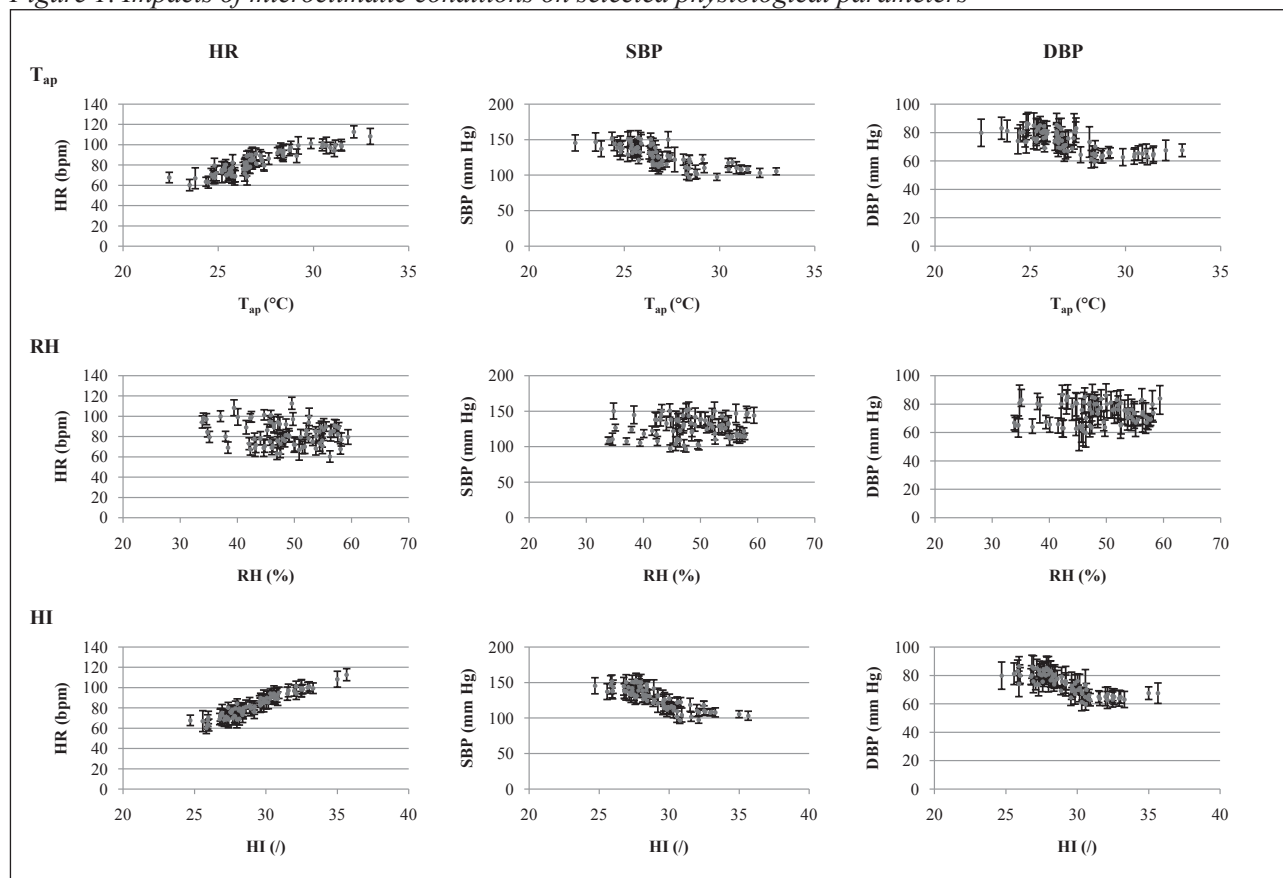 Figure 1: Impacts of microclimatic conditions on selected physiological parameters
HR SBP DBP
Tap
HR (bpm)
140
120
100
80
60
40
20
0
20 25 30 35
Tap (°C)
SBP (mm Hg)
200
150
100
50
0
20 25 30 35
Tap (°C)
DBP (mm Hg)
100
80
60
40
20
0
20 25 30 35
Tap (°C)
RH
HR (bpm)
140
120
100
80
60
40
20
0
20 30 40 50 60 70
RH (%)
SBP (mm Hg)
200
150
100
50
0
20 30 40 50 60 70
RH (%)
DBP (mm Hg)
100
80
60
40
20
0
20 30 40 50 60 70
RH (%)
HI
HR (bpm)
140
120
100
80
60
40
20
0
20 25 30 35 40
HI (/)
SBP (mm Hg)
200
150
100
50
0
20 25 30 35 40
HI (/)
DBP (mm Hg)
100
80
60
40
20
0
20 25 30 35 40
HI (/)